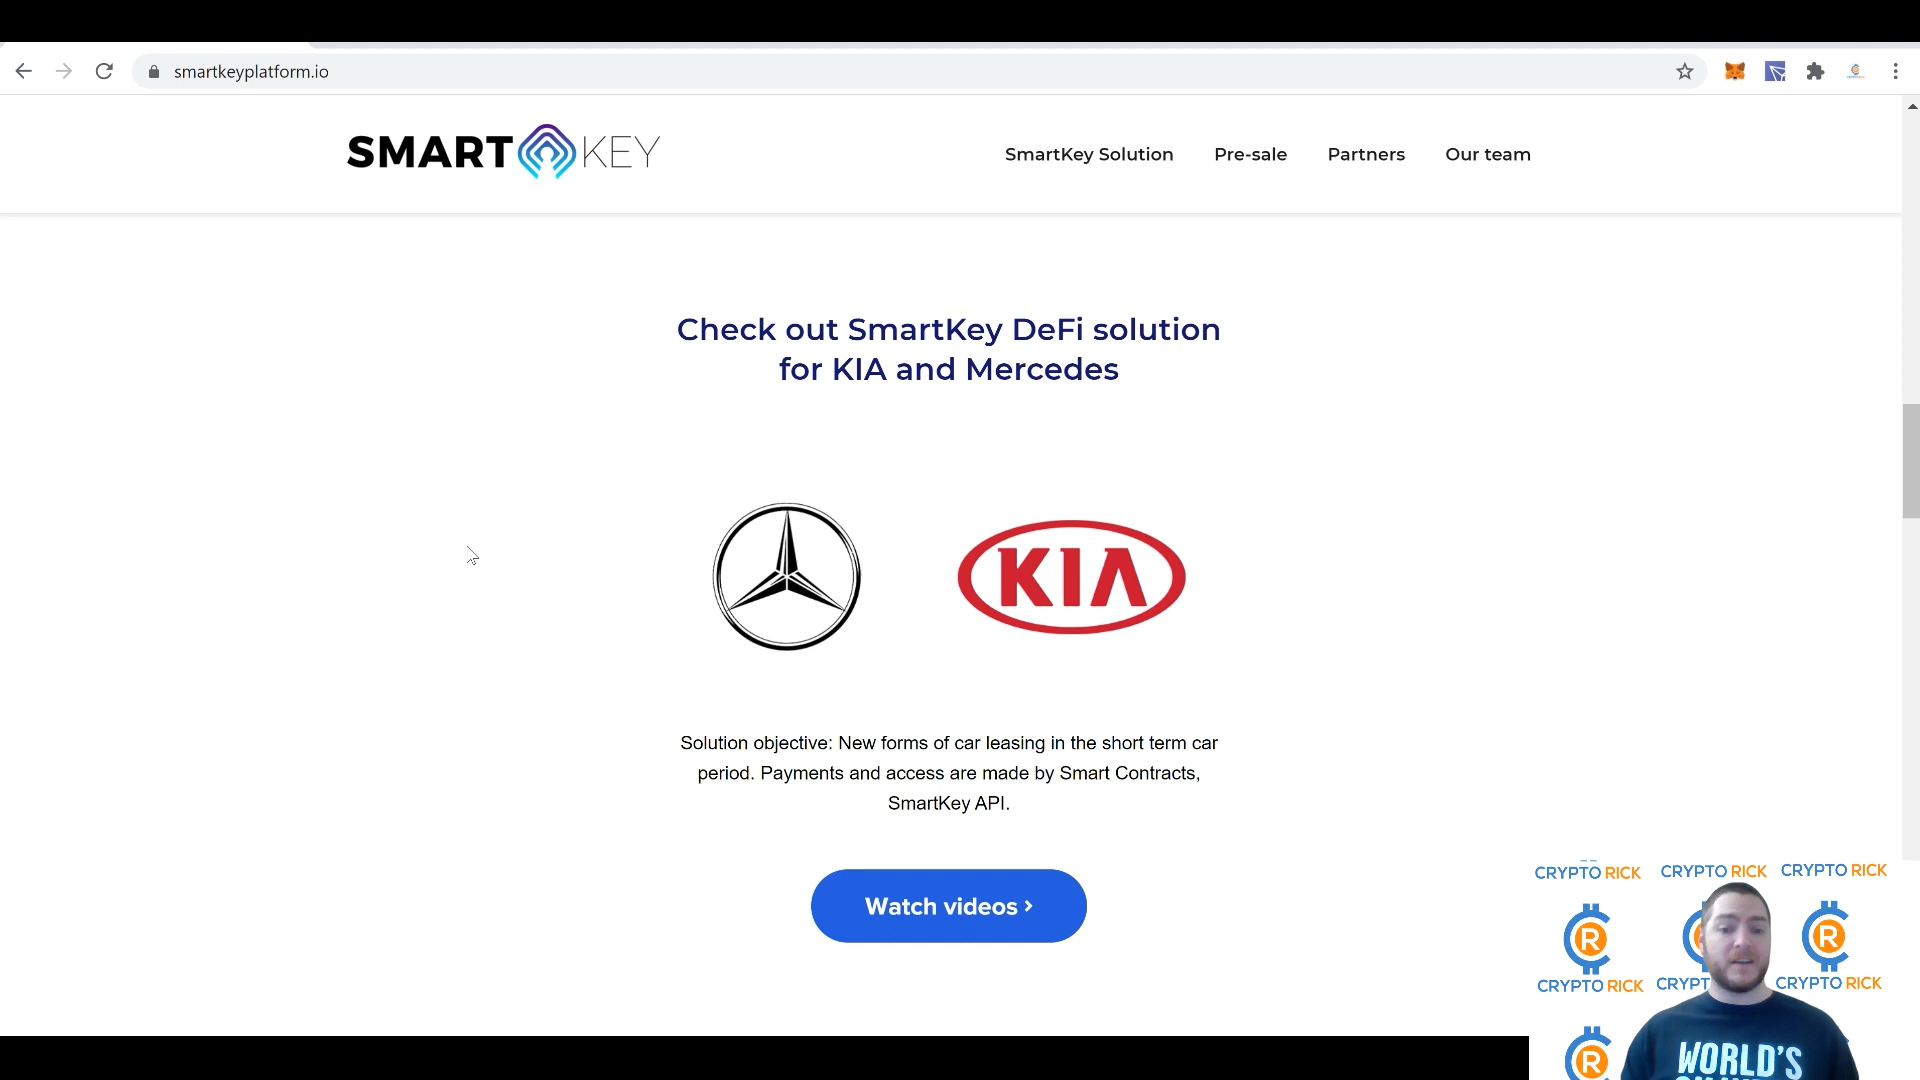 smartkeyplatform.io
SMART KEY
SmartKey Solution
Pre-sale
Partners
Our team
Check out SmartKey DeFi solution
for KIA and Mercedes
KIA
Solution objective: New forms of car leasing in the short term car
period. Payments and access are made by Smart Contracts,
SmartKey API.
Watch videos ›
CRYPTO RICK
CRYPTO RICK
CRYPTO RICK
R
R
CRYPTO RICK
CRYPT
CRYPTO RICK
R
WORLD'S